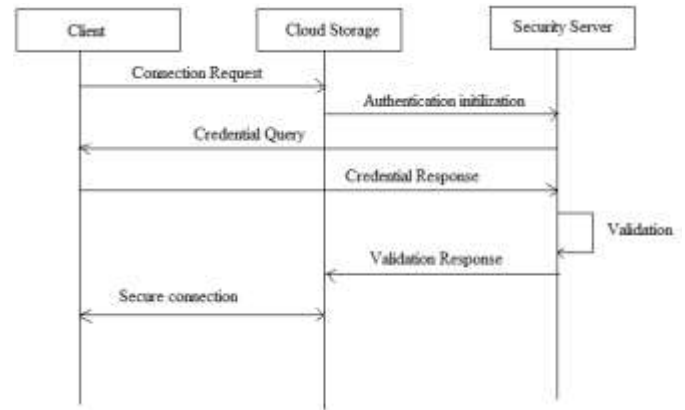 Client
Cloud Storage
Security Server
Connection Request
Authentication initilization
Credential Query
Credential Response
Validation
Validation Response
Secure connection